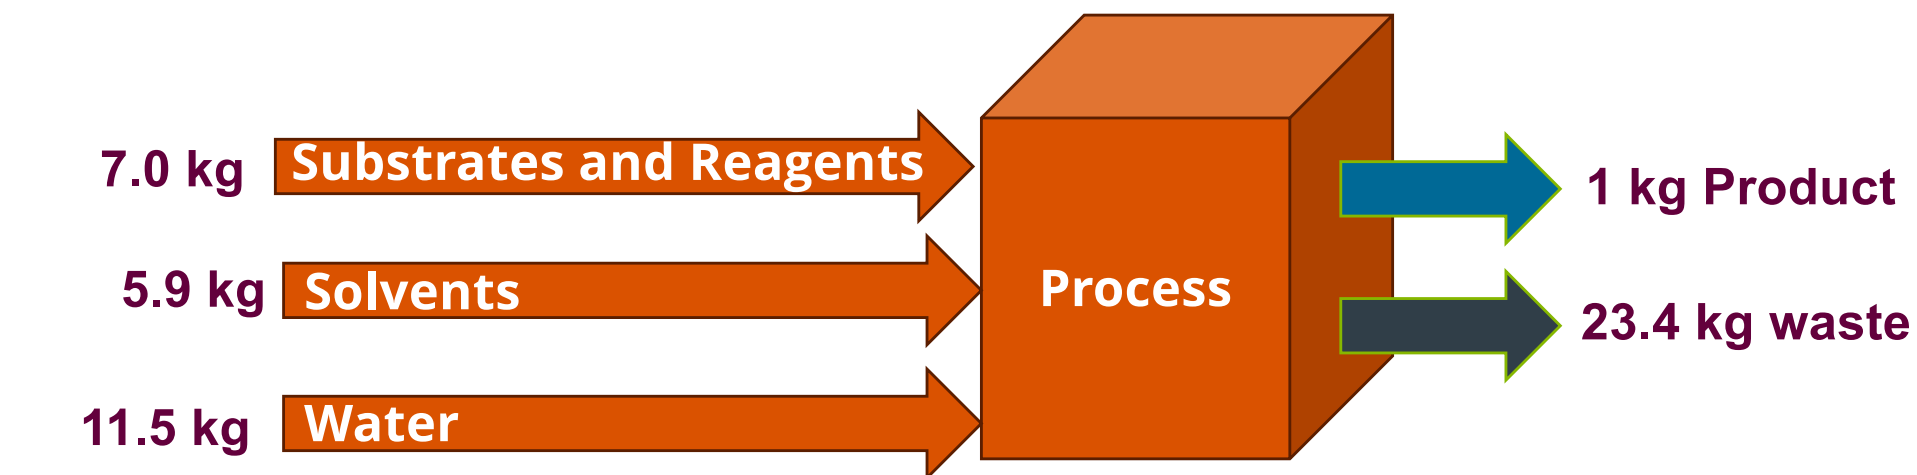 7.0 kg Substrates and Reagents
1 kg Product
5.9 kg Solvents
Process
23.4 kg waste
11.5 kg Water